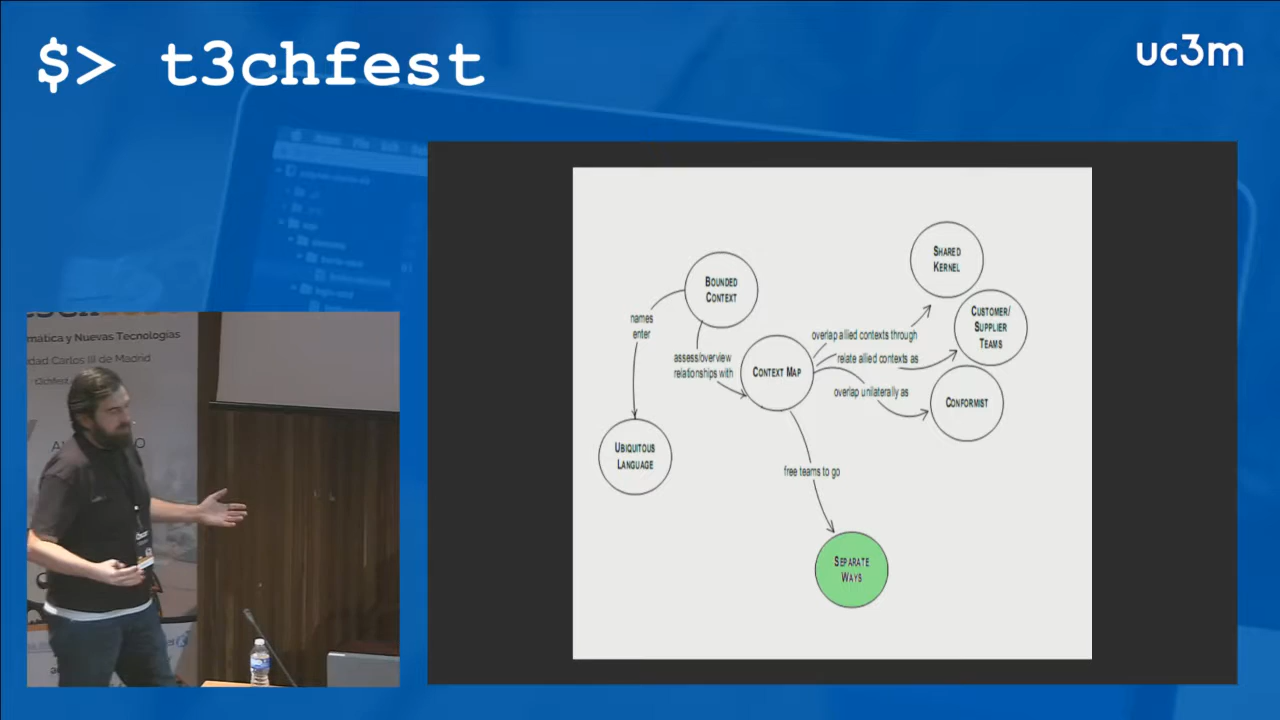 $> t3chfest
uc3m
SHARED
KERNEL
BOUNDED
CONTEXT
CUSTOMER/
SUPPLIER
TEAMS
names
enter
overlap allied contexts through
assess/overview
relationships with
CONTEXT MAP
relate allied contexts as
overlap unilaterally as
CONFORMIST
UBIQUITOUS
LANGUAGE
free teams to go
SEPARATE
WAYS
mática y Nuevas Tecnologías
dad Carlos III de Madrid
t3chfest